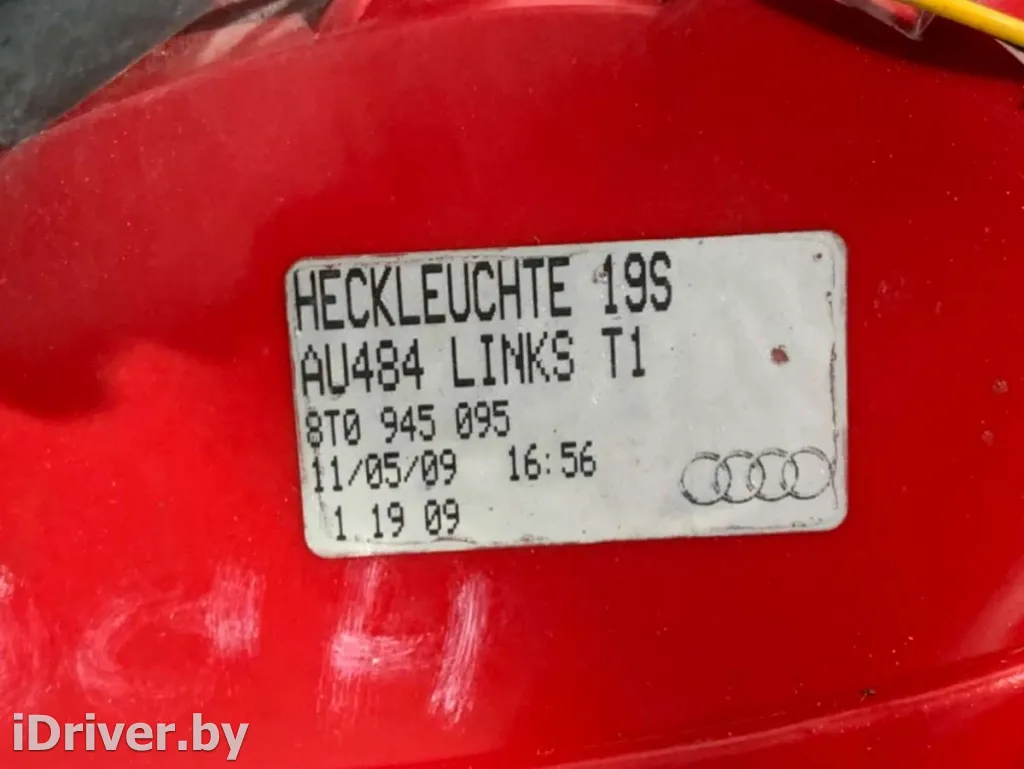 HECKLEUCHTE 19S
AU484 LINKS T1
8T0 945 095
11/05/09 16:56
1 19 09
iDriver.by